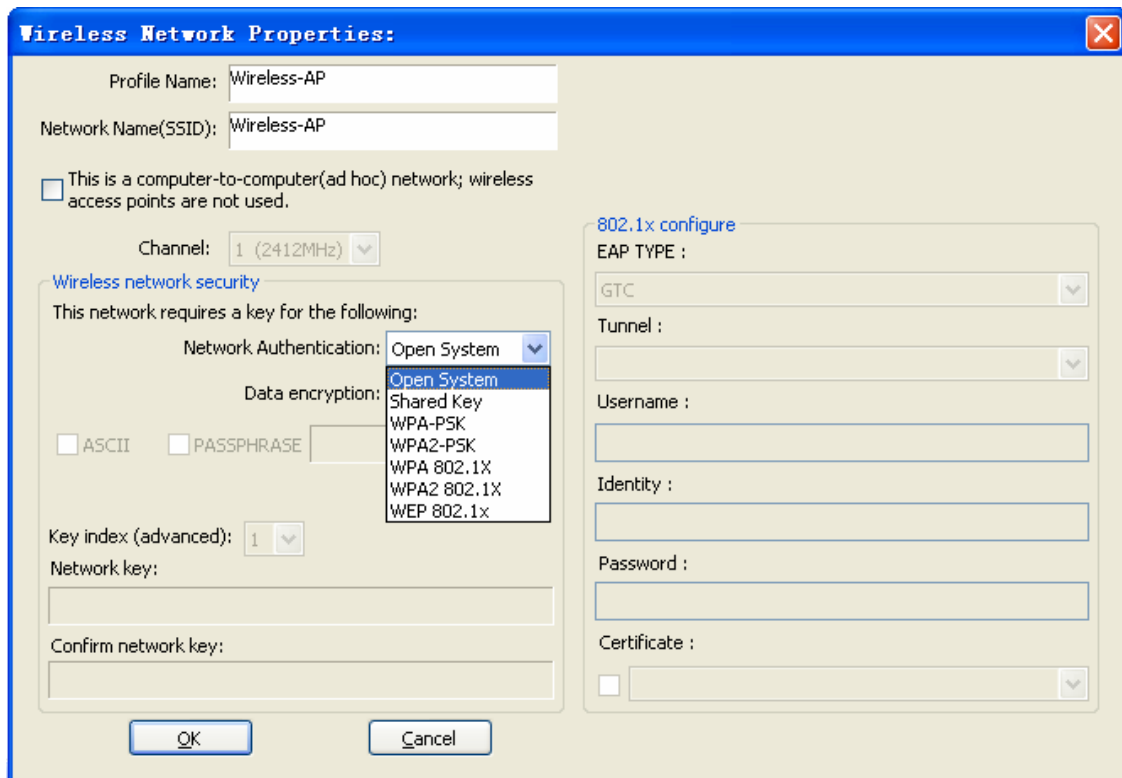 Wireless Network Properties:
Profile Name: Wireless-AP
Network Name(SSID): Wireless-AP
This is a computer-to-computer(ad hoc) network; wireless
access points are not used.
Channel: 1 (2412MHz)
Wireless network security
This network requires a key for the following:
Network Authentication: Open System
Data encryption:
Open System
Shared Key
WPA-PSK
WPA2-PSK
WPA 802.1X
WPA2 802.1X
WEP 802.1x
ASCII PASSPHRASE
Key index (advanced): 1
Network key:
Confirm network key:
802.1x configure
EAP TYPE :
GTC
Tunnel :
Username :
Identity :
Password :
Certificate :
OK Cancel